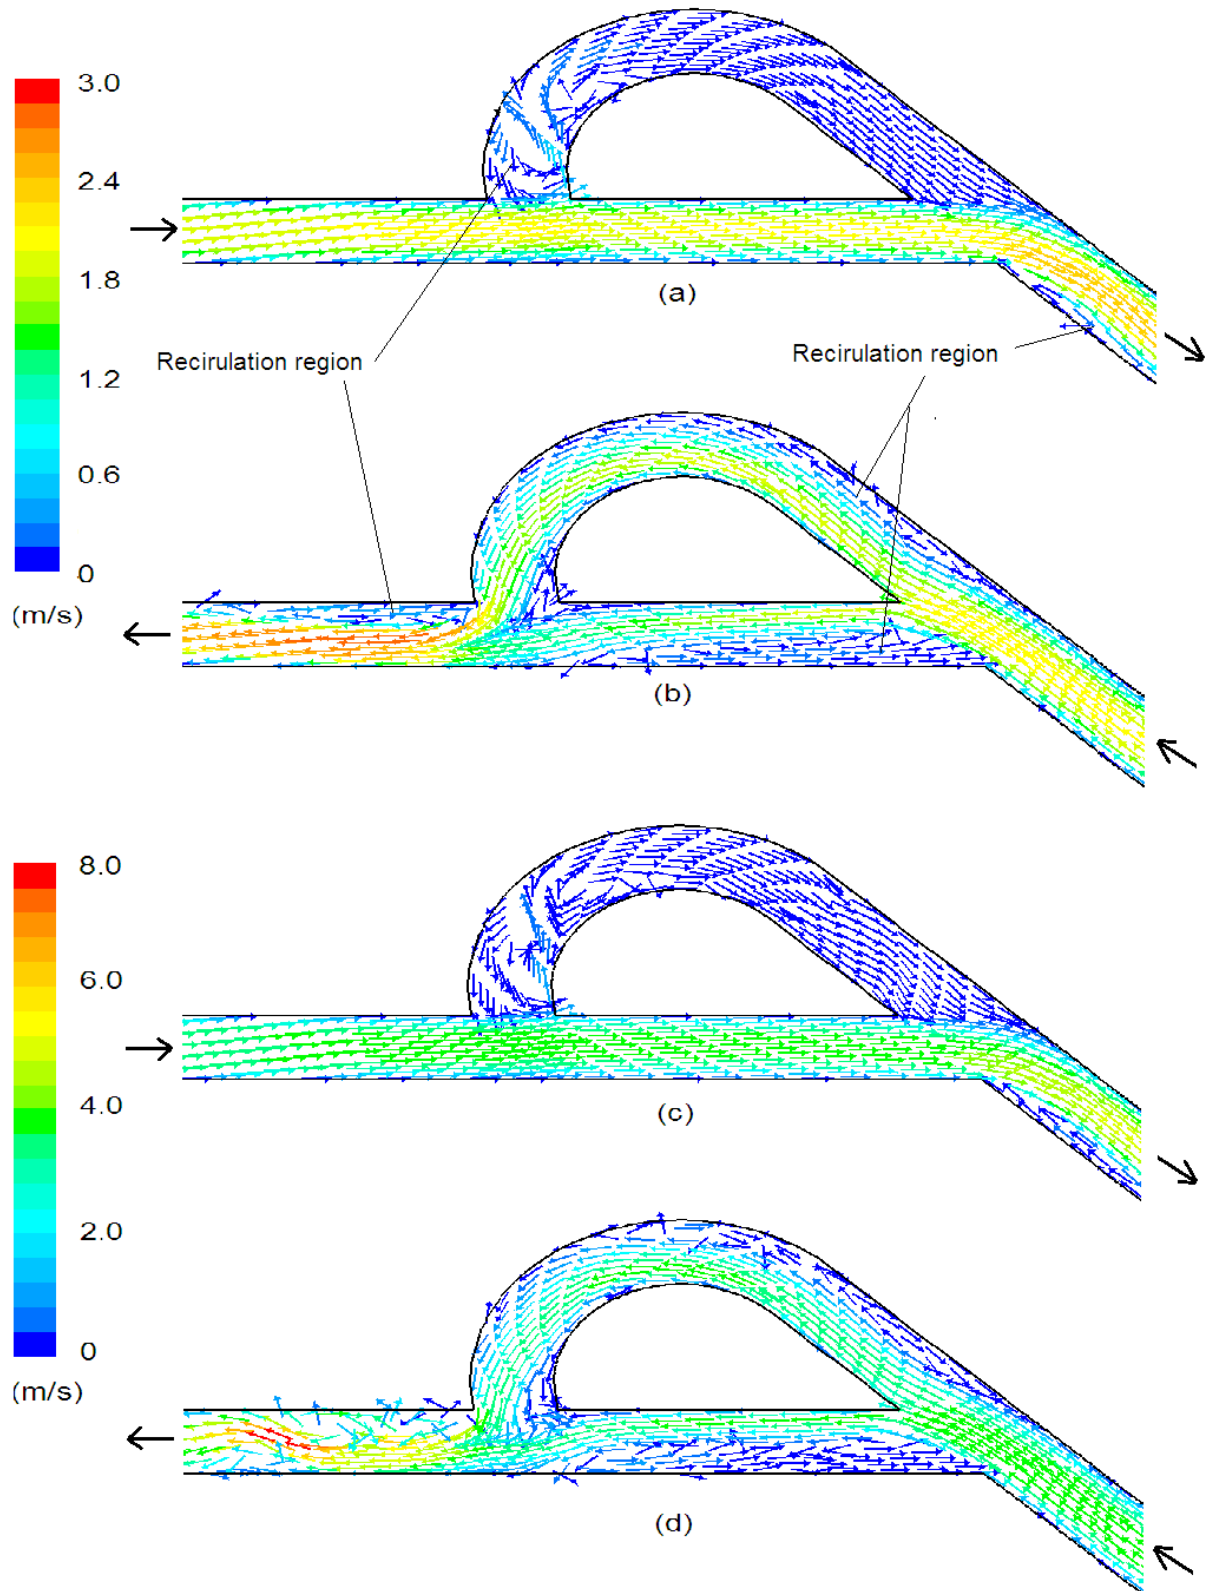 3.0
2.4
1.8
1.2
0.6
0
(m/s)
(a)
Recirulation region
Recirulation region
(b)
8.0
6.0
4.0
2.0
0
(m/s)
(c)
(d)